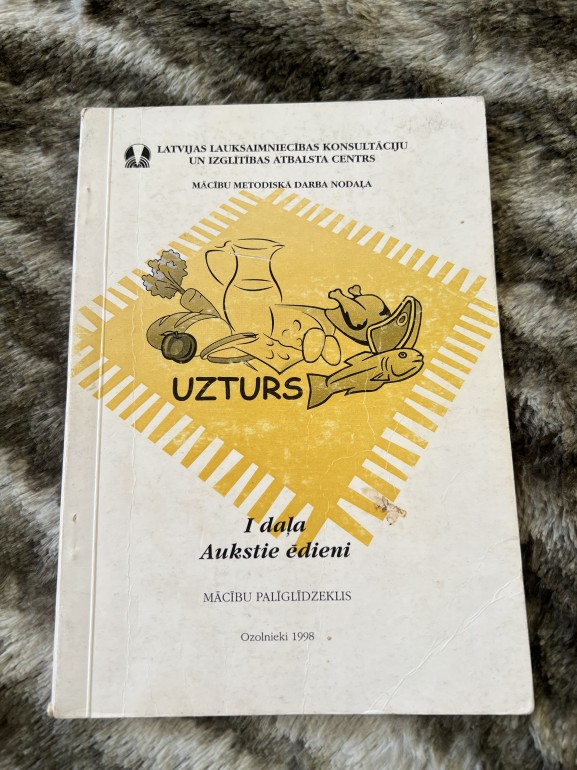 LATVIJAS LAUKSAIMNIECĪBAS KONSULTĀCIJU
UN IZGLĪTĪBAS ATBALSTA CENTRS
MĀCĪBU METODISKĀ DARBA NODAĻA
UZTURS
I daļa
Aukstie ēdieni
MĀCĪBU PALĪGLĪDZEKLIS
Ozolnieki 1998